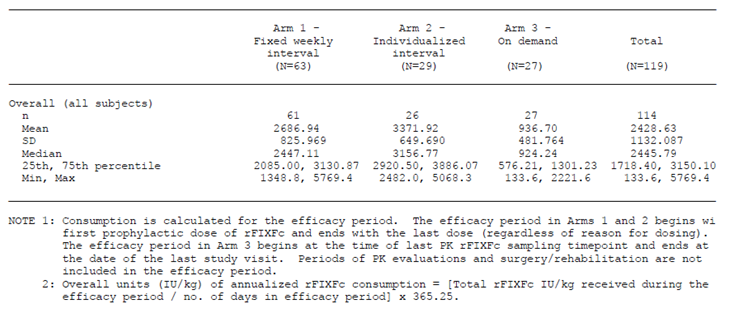 Arm 1 - Arm 2 - Arm 3 -
Fixed weekly Individualized On demand Total
interval interval
(N=63) (N=29) (N=27) (N=119)
Overall (all subjects)
n 61 26 27 114
Mean 2686.94 3371.92 936.70 2428.63
SD 825.969 649.690 481.764 1132.087
Median 2447.11 3156.77 924.24 2445.79
25th, 75th percentile 2085.00, 3130.87 2920.50, 3886.07 576.21, 1301.23 1718.40, 3150.10
Min, Max 1348.8, 5769.4 2482.0, 5068.3 133.6, 2221.6 133.6, 5769.4
NOTE 1: Consumption is calculated for the efficacy period. The efficacy period in Arms 1 and 2 begins wi
first prophylactic dose of rFIXFc and ends with the last dose (regardless of reason for dosing).
The efficacy period in Arm 3 begins at the time of last PK rFIXFc sampling timepoint and ends at
the date of the last study visit. Periods of PK evaluations and surgery/rehabilitation are not
included in the efficacy period.
2: Overall units (IU/kg) of annualized rFIXFc consumption = [Total rFIXFc IU/kg received during the
efficacy period / no. of days in efficacy period] x 365.25.